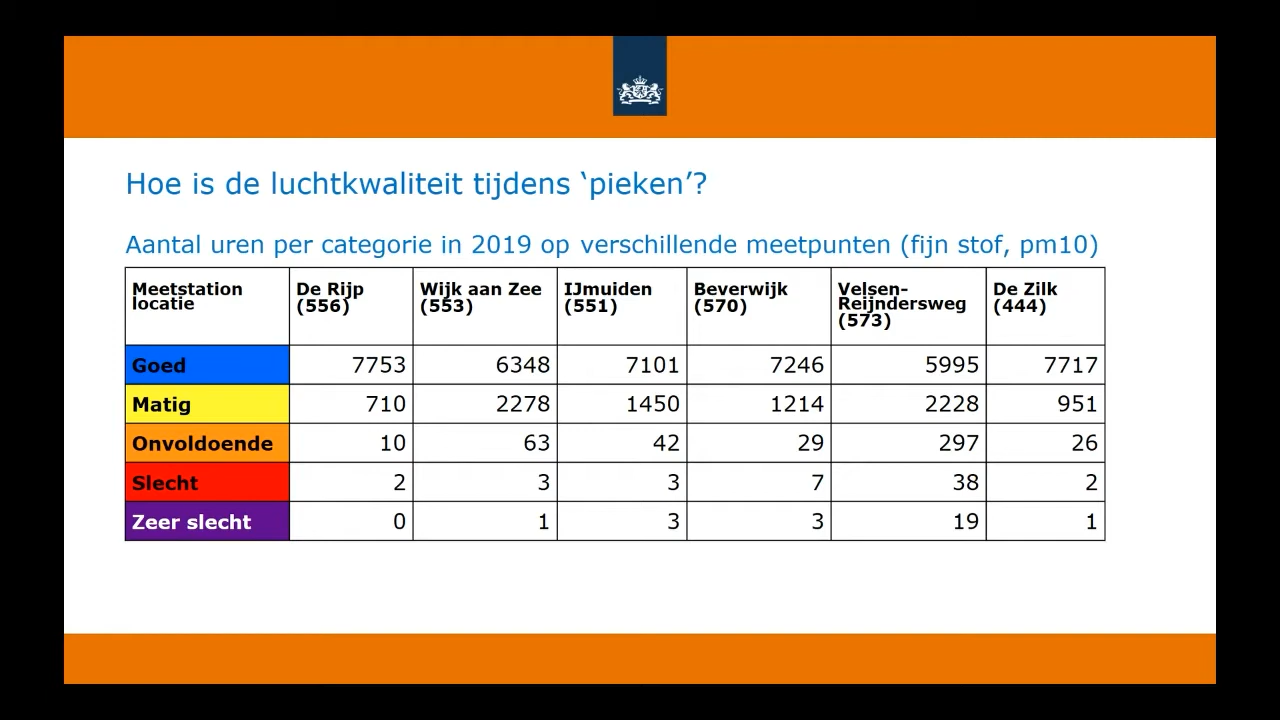 Hoe is de luchtkwaliteit tijdens ‘pieken’?
Aantal uren per categorie in 2019 op verschillende meetpunten (fijn stof, pm10)
Meetstation locatie De Rijp (556) Wijk aan Zee (553) IJmuiden (551) Beverwijk (570) Velsen-Reijndersweg (573) De Zilk (444)
Goed 7753 6348 7101 7246 5995 7717
Matig 710 2278 1450 1214 2228 951
Onvoldoende 10 63 42 29 297 26
Slecht 2 3 3 7 38 2
Zeer slecht 0 1 3 3 19 1